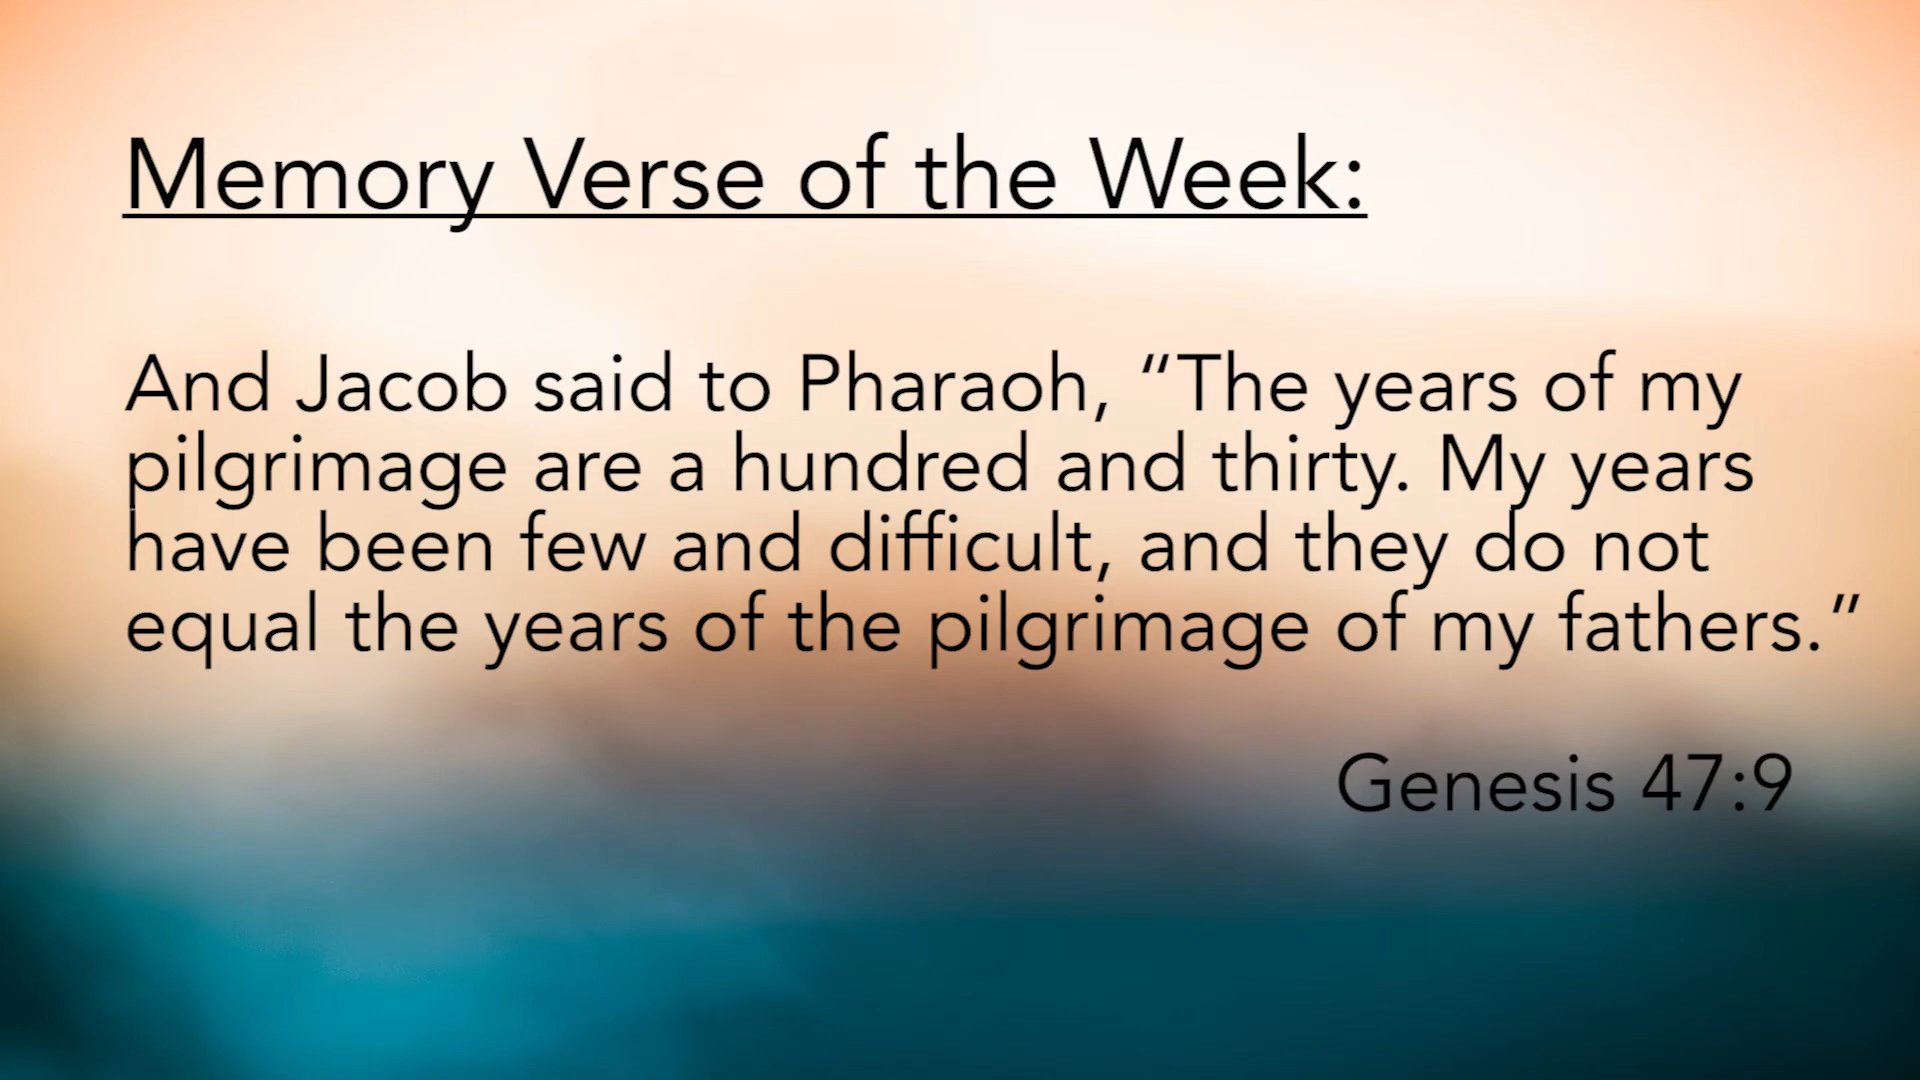 Memory Verse of the Week:
And Jacob said to Pharaoh, “The years of my
pilgrimage are a hundred and thirty. My years
have been few and difficult, and they do not
equal the years of the pilgrimage of my fathers.”
Genesis 47:9